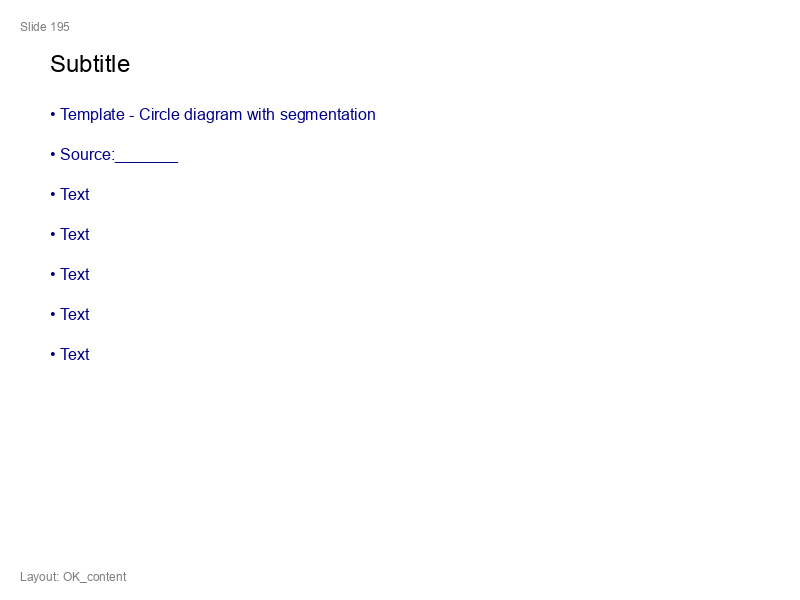 Slide 195
Subtitle
• Template - Circle diagram with segmentation
• Source:_______
• Text
• Text
• Text
• Text
• Text
Layout: OK_content